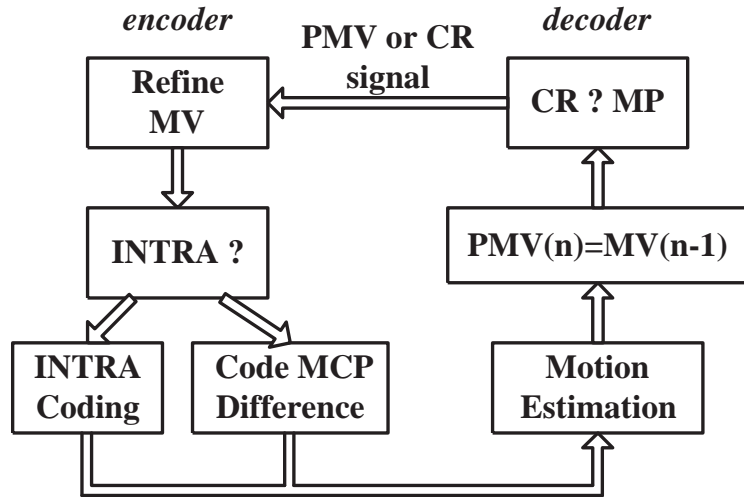 encoder
PMV or CR
signal
decoder
Refine
MV
CR ? MP
INTRA ?
PMV(n)=MV(n-1)
INTRA
Coding
Code MCP
Difference
Motion
Estimation